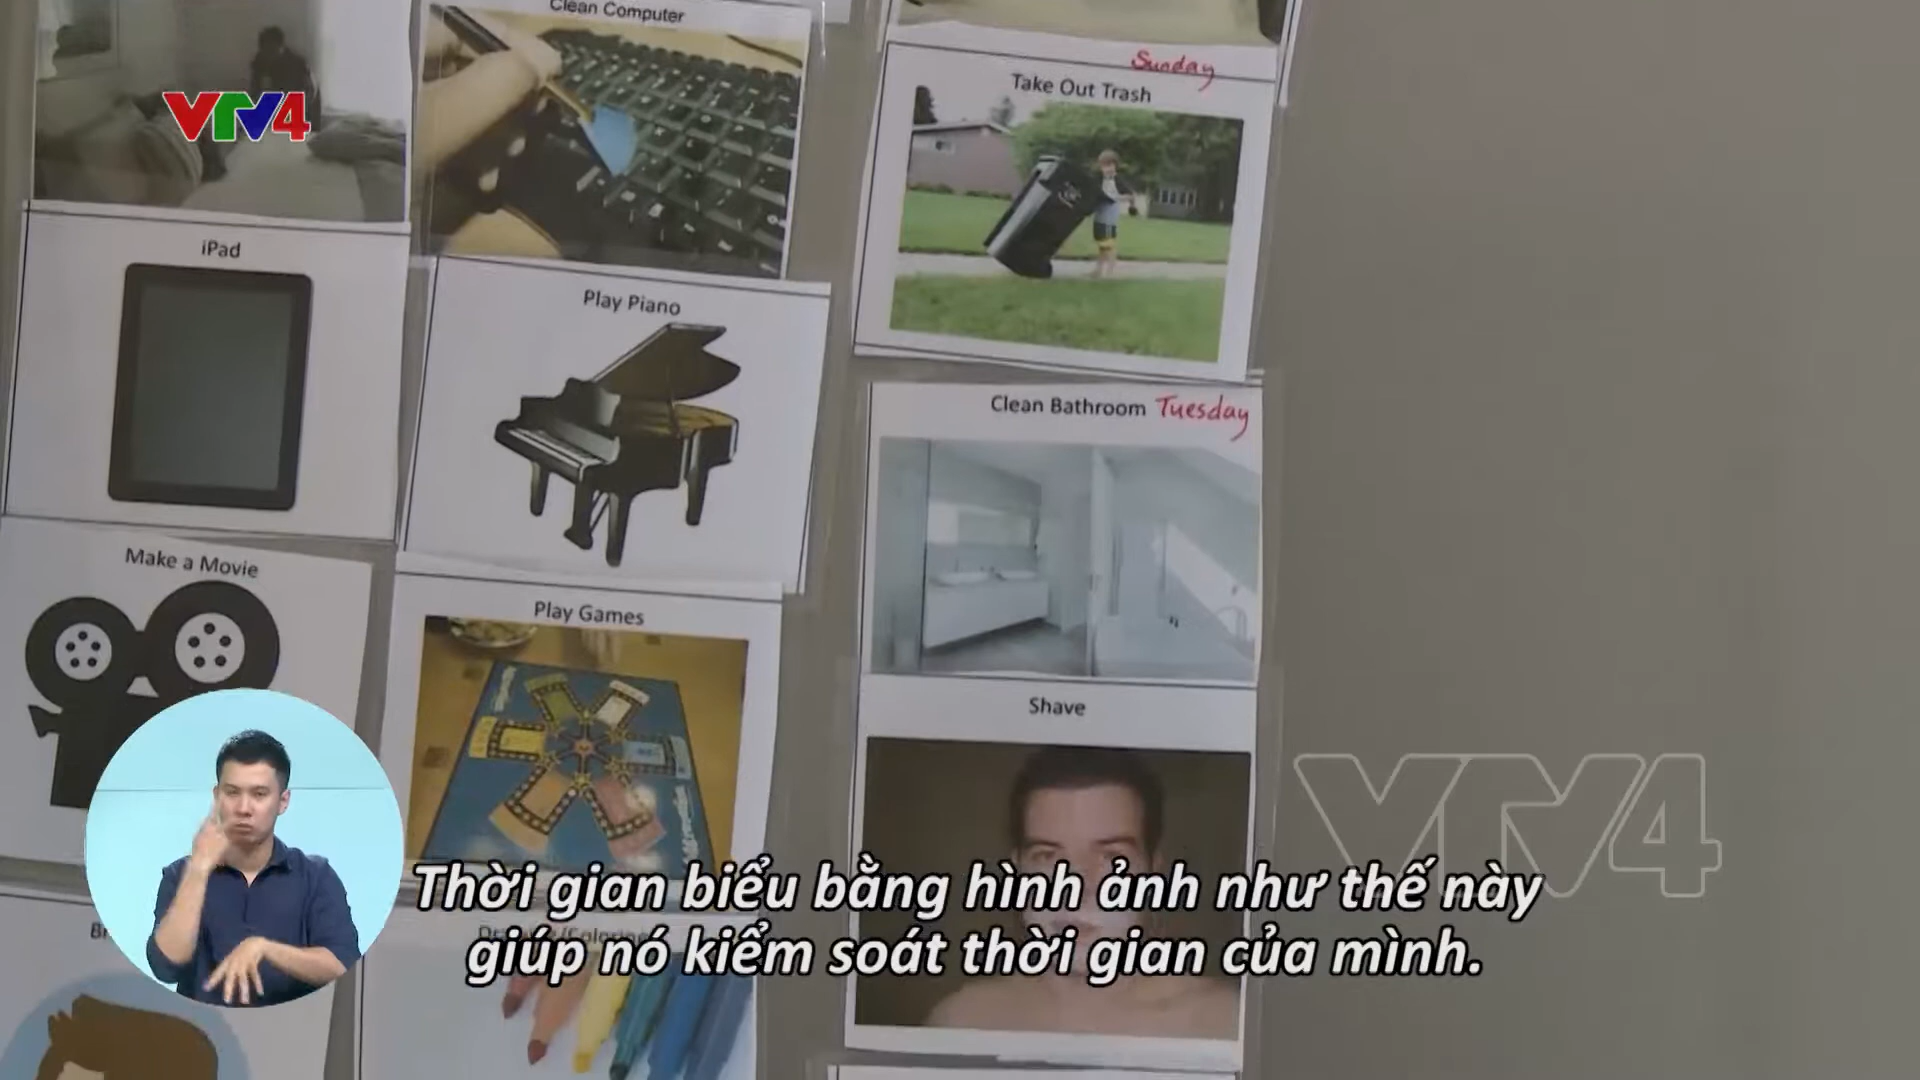 Clean Computer
VTV4
Sunday
Take Out Trash
iPad
Play Piano
Clean Bathroom Tuesday
Make a Movie
Play Games
Shave
VTV4
Thời gian biểu bằng hình ảnh như thế này
giúp nó kiểm soát thời gian của mình.